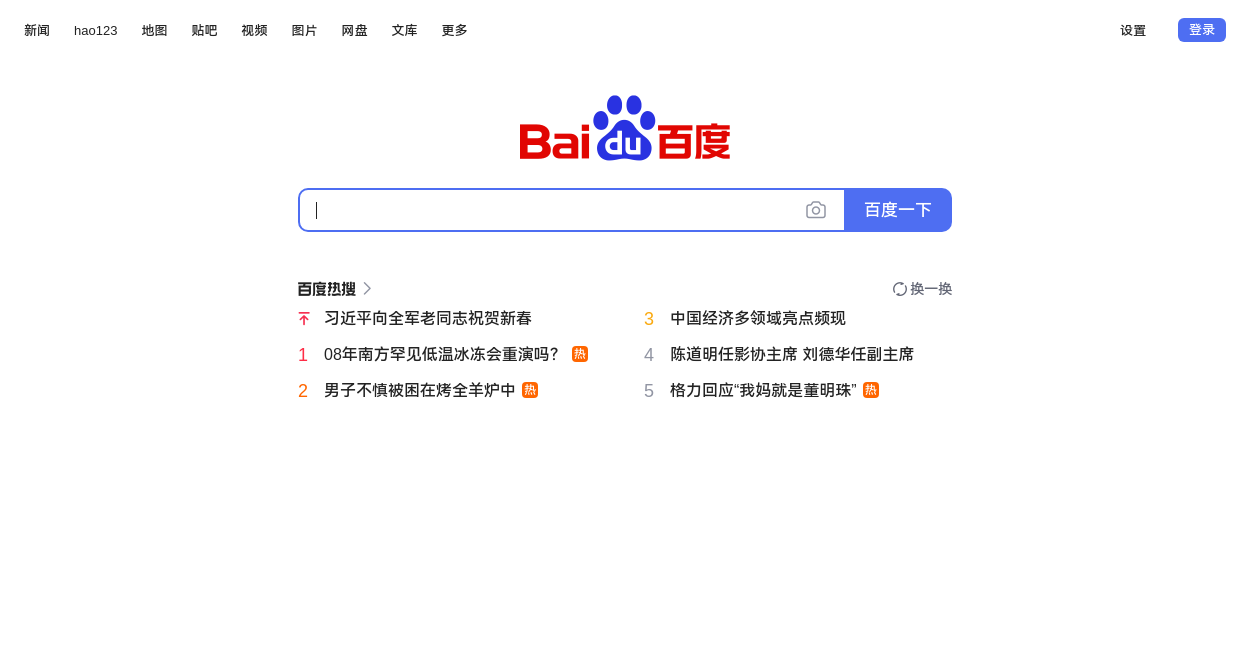 新闻 hao123 地图 贴吧 视频 图片 网盘 文库 更多 设置 登录
Bai du 百度
百度一下
百度热搜 换一换
习近平向全军老同志祝贺新春
1 08年南方罕见低温冰冻会重演吗? 热
2 男子不慎被困在烤全羊炉中 热
3 中国经济多领域亮点频现
4 陈道明任影协主席 刘德华任副主席
5 格力回应“我妈就是董明珠” 热